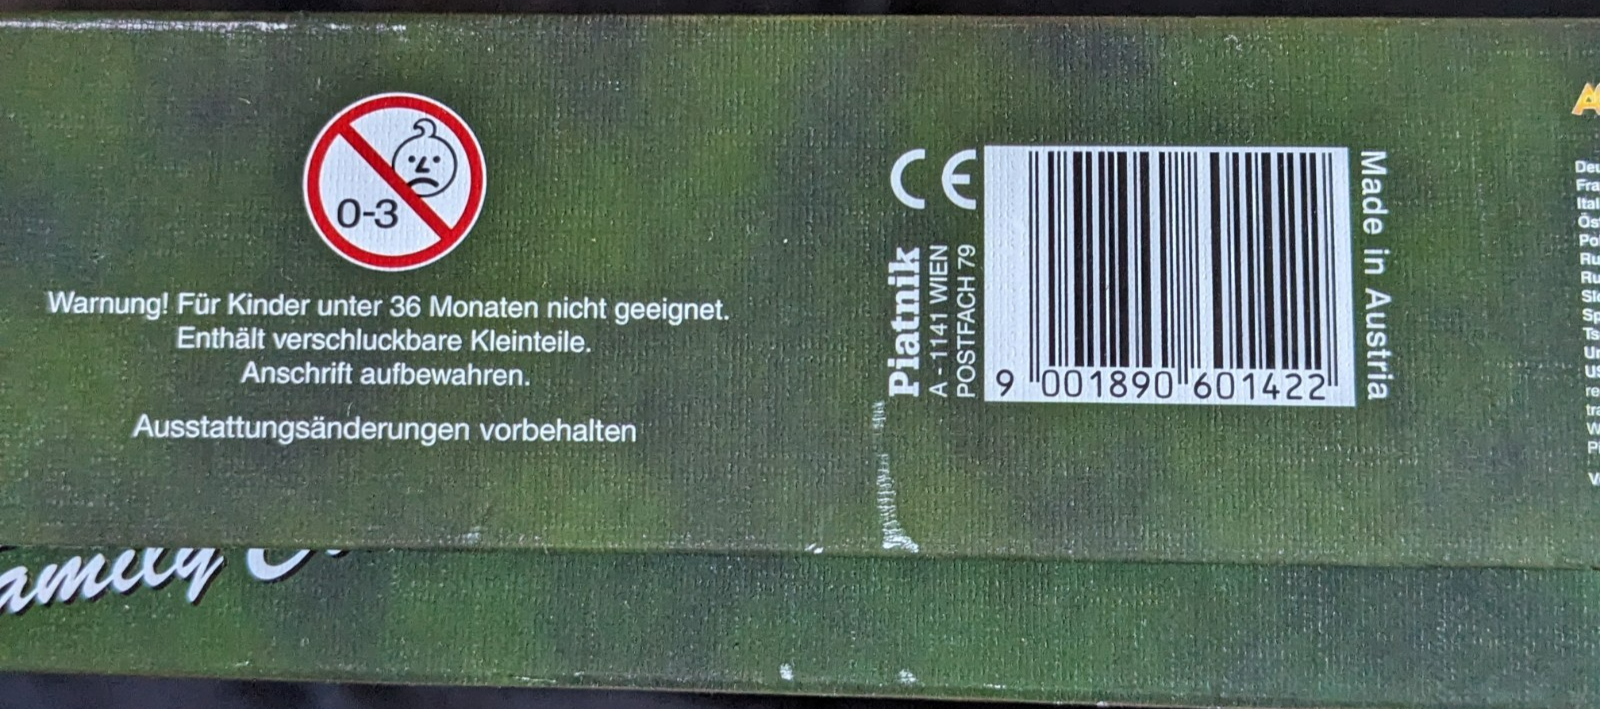 0-3
Warnung! Für Kinder unter 36 Monaten nicht geeignet.
Enthält verschluckbare Kleinteile.
Anschrift aufbewahren.
Ausstattungsänderungen vorbehalten
CE
Piatnik
A - 1141 WIEN
POSTFACH 79
9 001890 601422
Made in Austria